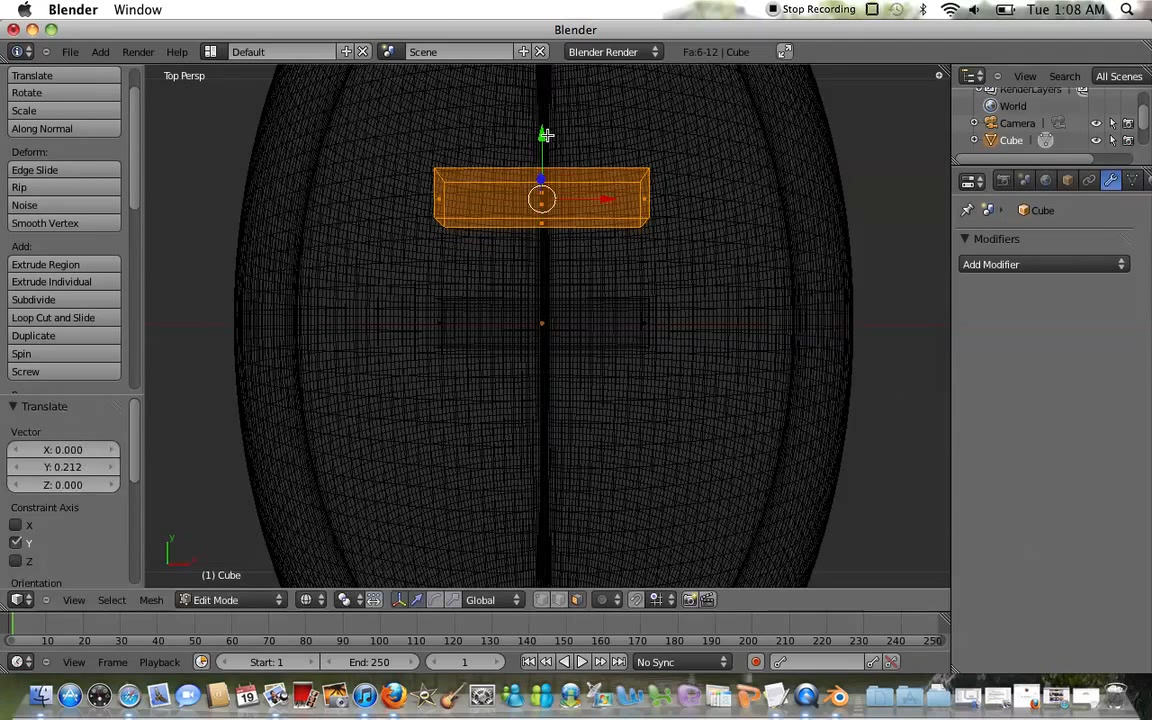 Blender Window Stop Recording Tue 1:08 AM
Blender
File Add Render Help Default Scene Blender Render Fa:6-12 | Cube
Translate
Rotate
Scale
Along Normal
Deform:
Edge Slide
Rip
Noise
Smooth Vertex
Add:
Extrude Region
Extrude Individual
Subdivide
Loop Cut and Slide
Duplicate
Spin
Screw
Translate
Vector
X: 0.000
Y: 0.212
Z: 0.000
Constraint Axis
X
Y
Z
Orientation
Top Persp
y
(1) Cube
View Select Mesh Edit Mode Global
View Search All Scenes
RenderLayers
World
Camera
Cube
Cube
Modifiers
Add Modifier
10 20 30 40 50 60 70 80 90 100 110 120 130 140 150 160 170 180 190 200 210 220 230 240 250
View Frame Playback Start: 1 End: 250 1 No Sync
19